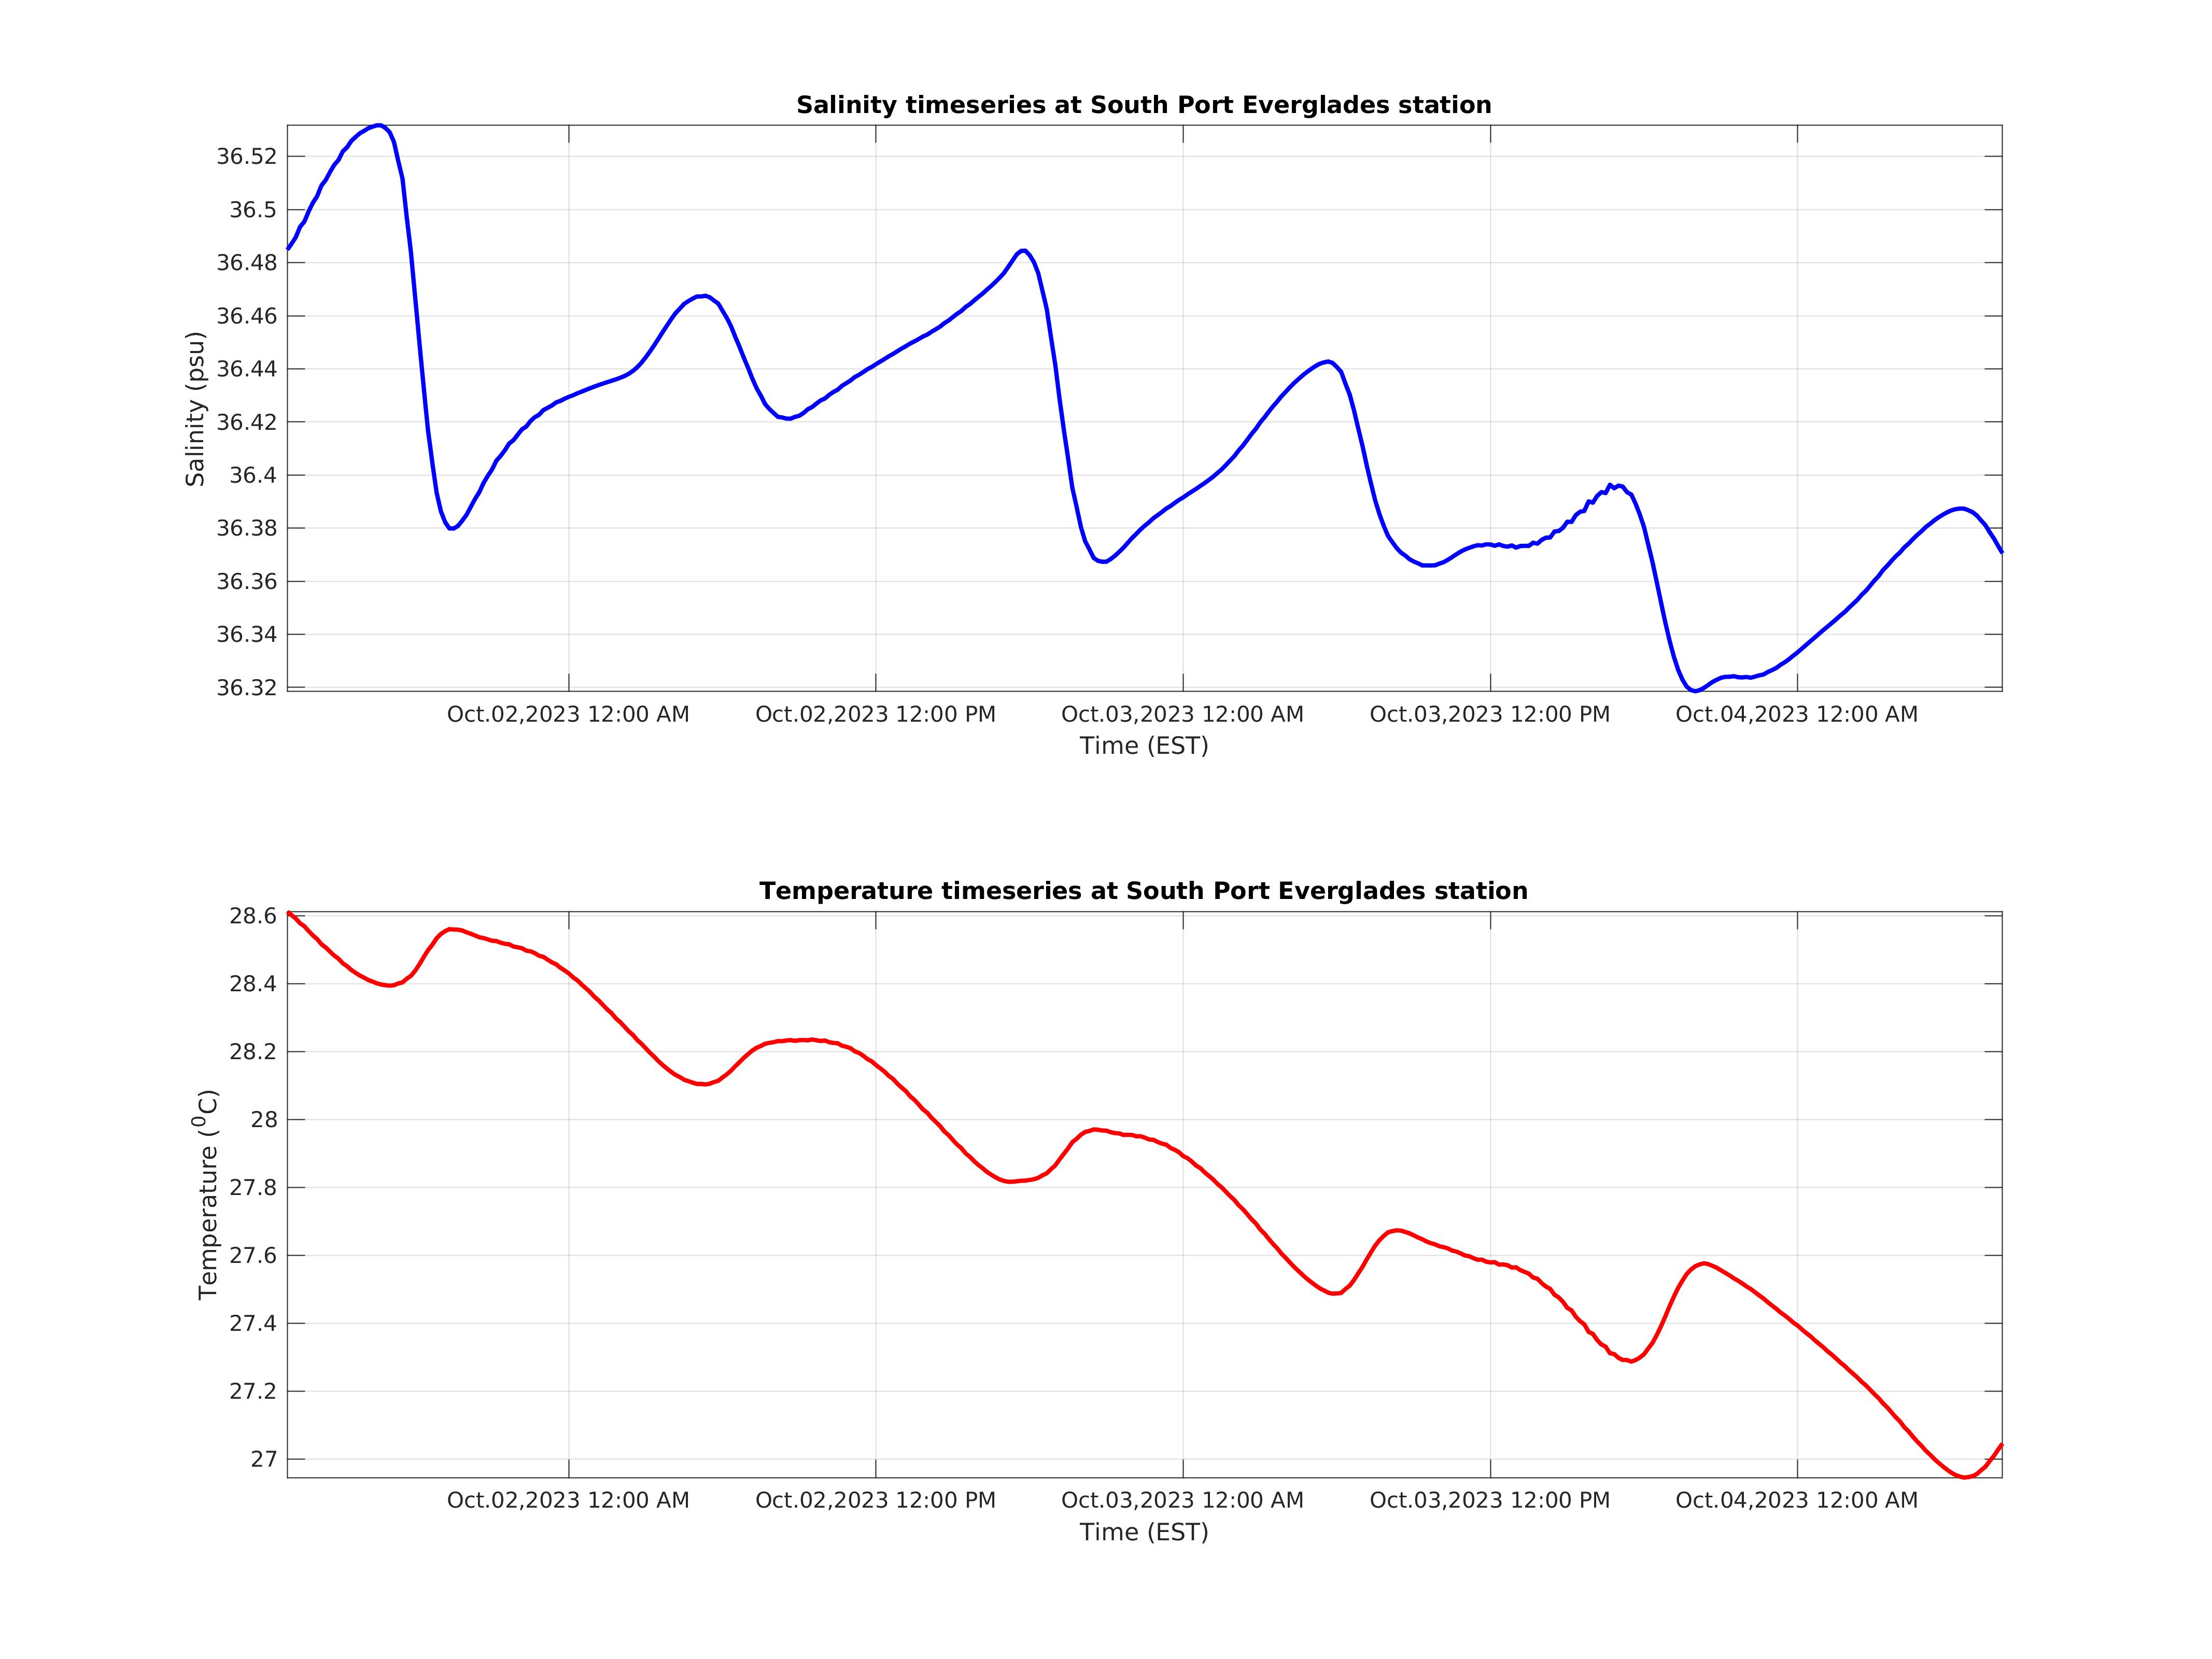 Salinity timeseries at South Port Everglades station
36.52
36.5
36.48
36.46
36.44
36.42
36.4
36.38
36.36
36.34
36.32
Salinity (psu)
Oct.02,2023 12:00 AM Oct.02,2023 12:00 PM Oct.03,2023 12:00 AM Oct.03,2023 12:00 PM Oct.04,2023 12:00 AM
Time (EST)
Temperature timeseries at South Port Everglades station
28.6
28.4
28.2
28
27.8
27.6
27.4
27.2
27
Temperature (⁰C)
Oct.02,2023 12:00 AM Oct.02,2023 12:00 PM Oct.03,2023 12:00 AM Oct.03,2023 12:00 PM Oct.04,2023 12:00 AM
Time (EST)